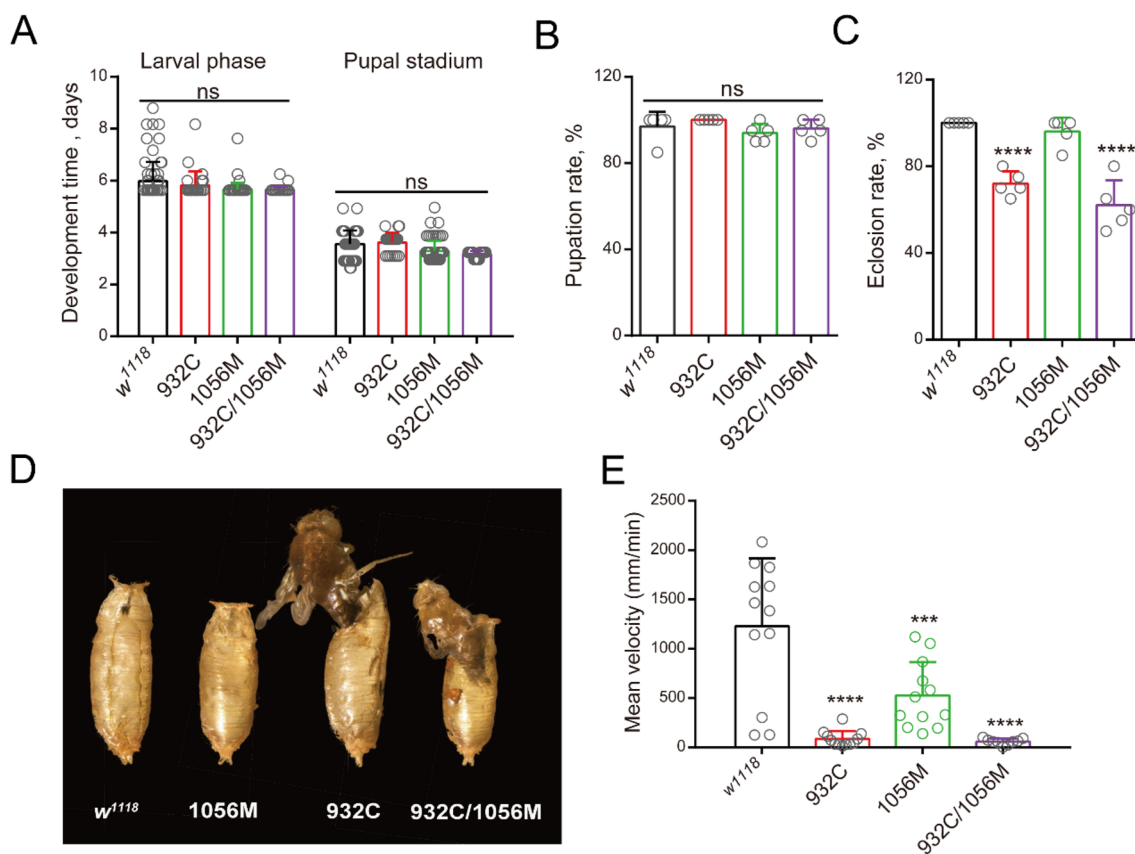 A
Larval phase
Pupal stadium
ns
ns
Development time , days
10
8
6
4
2
0
w1118
932C
1056M
932C/1056M
w1118
932C
1056M
932C/1056M
B
ns
Pupation rate, %
120
80
40
0
w1118
932C
1056M
932C/1056M
C
Eclosion rate, %
120
80
40
0
****
****
w1118
932C
1056M
932C/1056M
D
w1118
1056M
932C
932C/1056M
E
Mean velocity (mm/min)
2500
2000
1500
1000
500
0
****
***
****
w1118
932C
1056M
932C/1056M